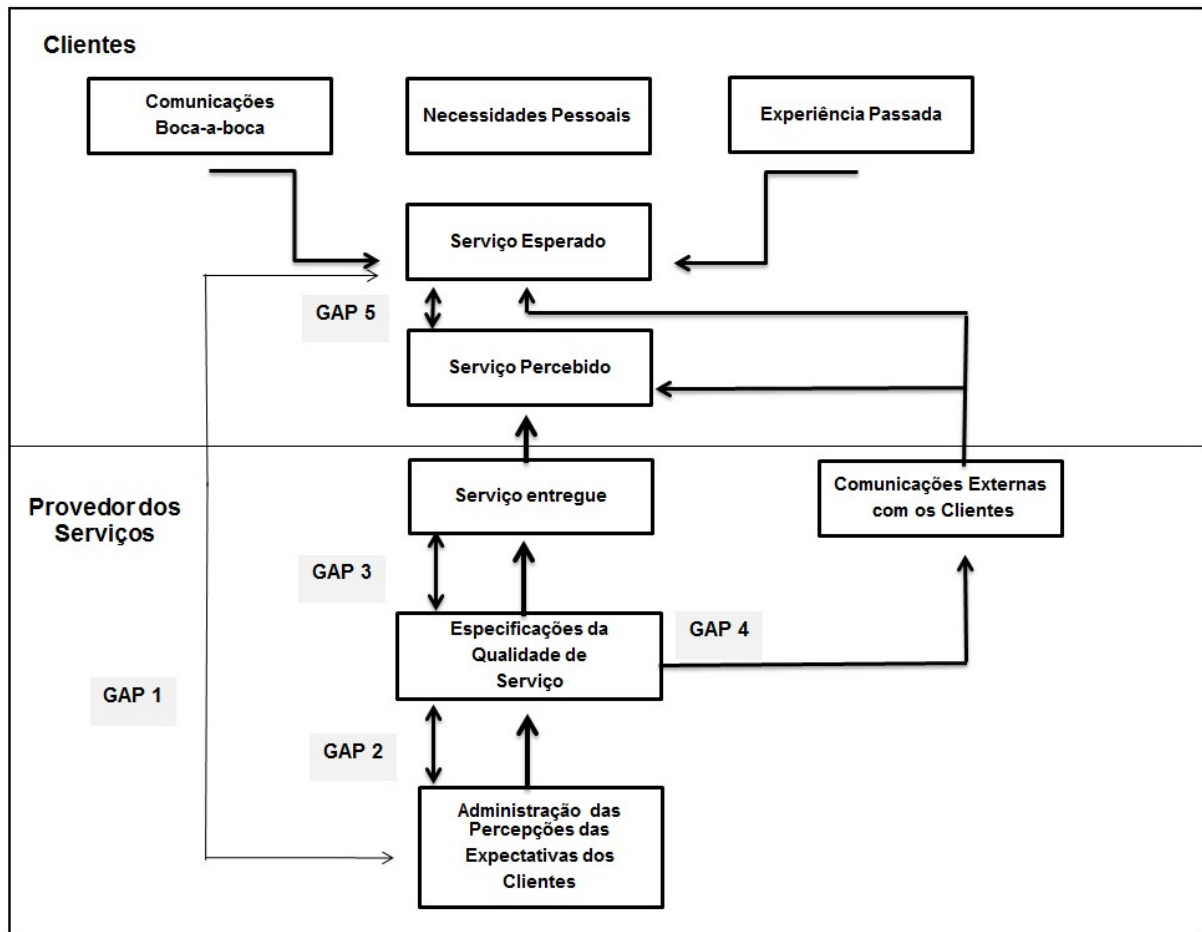 Clientes
Comunicações
Boca-a-boca
Necessidades Pessoais
Experiência Passada
Serviço Esperado
GAP 5
Serviço Percebido
Provedor dos
Serviços
Serviço entregue
Comunicações Externas
com os Clientes
GAP 3
Especificações da
Qualidade de
Serviço
GAP 4
GAP 1
GAP 2
Administração das
Percepções das
Expectativas dos
Clientes